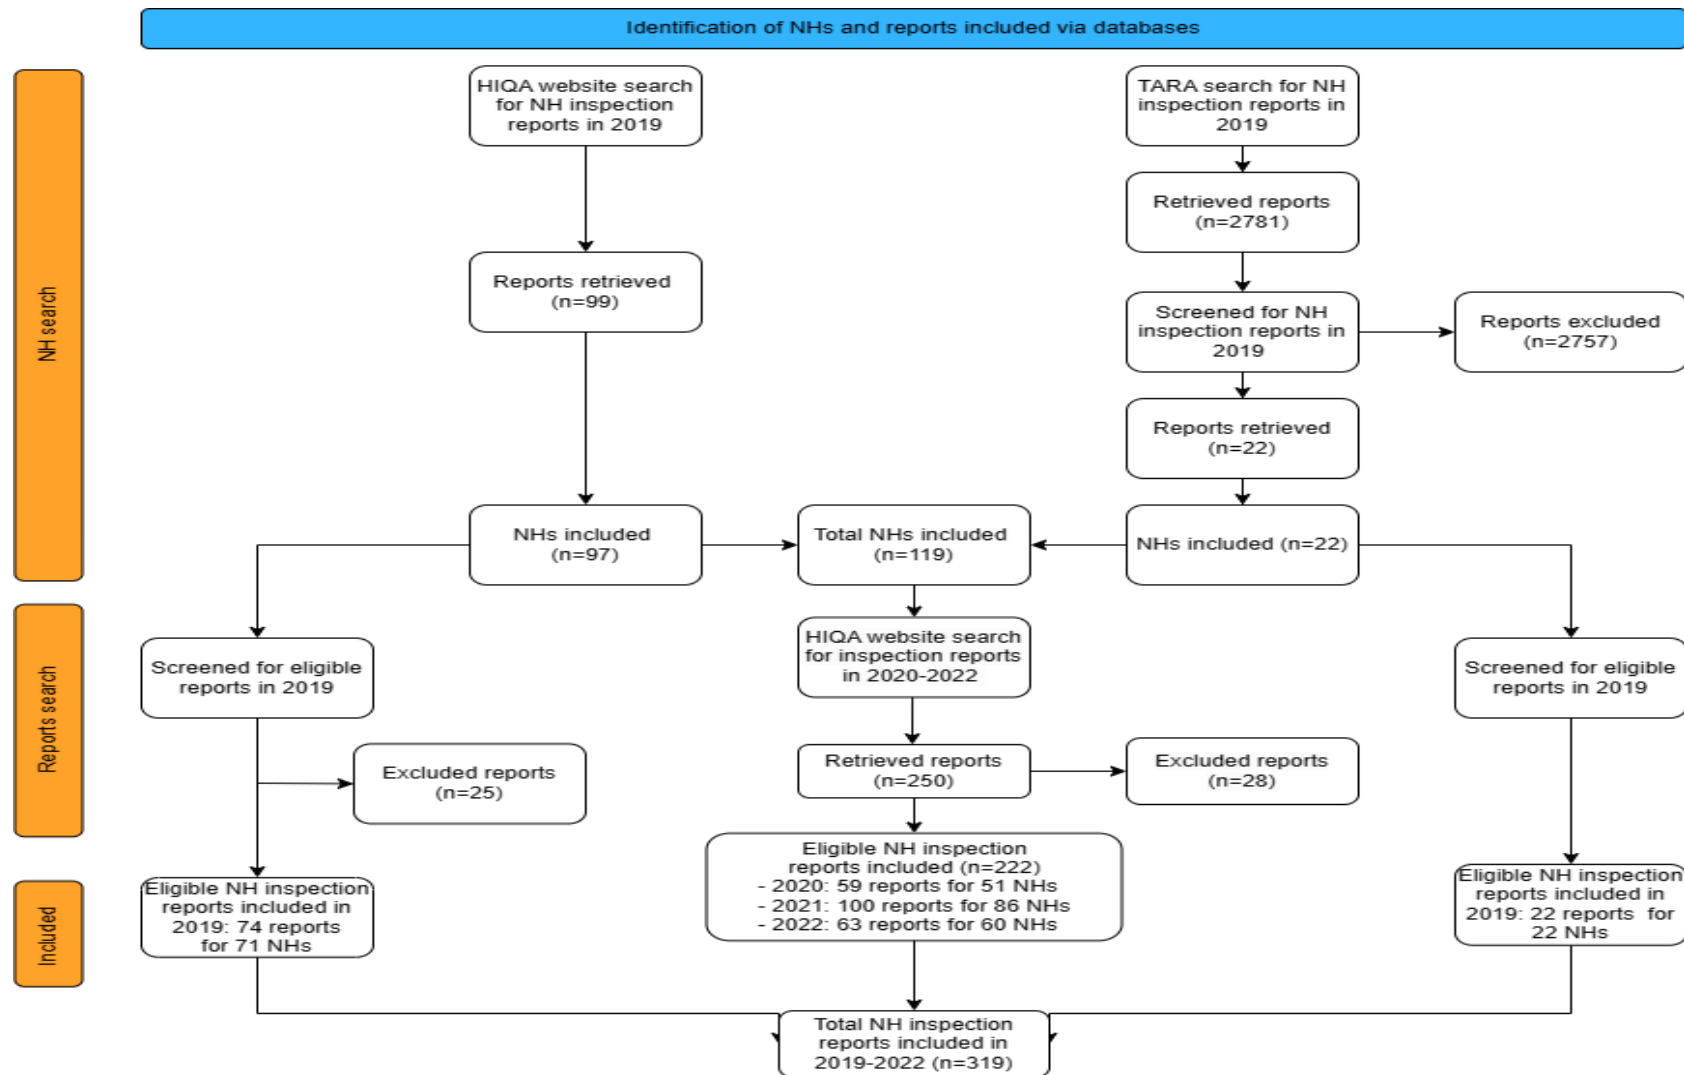 Identification of NHs and reports included via databases
NH search
HIQA website search
for NH inspection
reports in 2019
TARA search for NH
inspection reports in
2019
Retrieved reports
(n=2781)
Reports retrieved
(n=99)
Screened for NH
inspection reports in
2019
Reports excluded
(n=2757)
Reports retrieved
(n=22)
NHs included
(n=97)
Total NHs included
(n=119)
NHs included (n=22)
Reports search
HIQA website search
for inspection reports
in 2020-2022
Screened for eligible
reports in 2019
Screened for eligible
reports in 2019
Excluded reports
(n=25)
Retrieved reports
(n=250)
Excluded reports
(n=28)
Included
Eligible NH inspection
reports included in
2019: 74 reports
for 71 NHs
Eligible NH inspection
reports included (n=222)
- 2020: 59 reports for 51 NHs
- 2021: 100 reports for 86 NHs
- 2022: 63 reports for 60 NHs
Eligible NH inspection
reports included in
2019: 22 reports for
22 NHs
Total NH inspection
reports included in
2019-2022 (n=319)